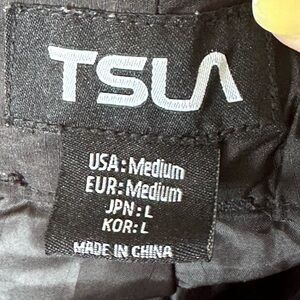 TSLA
USA: Medium
EUR: Medium
JPN: L
KOR: L
MADE IN CHINA